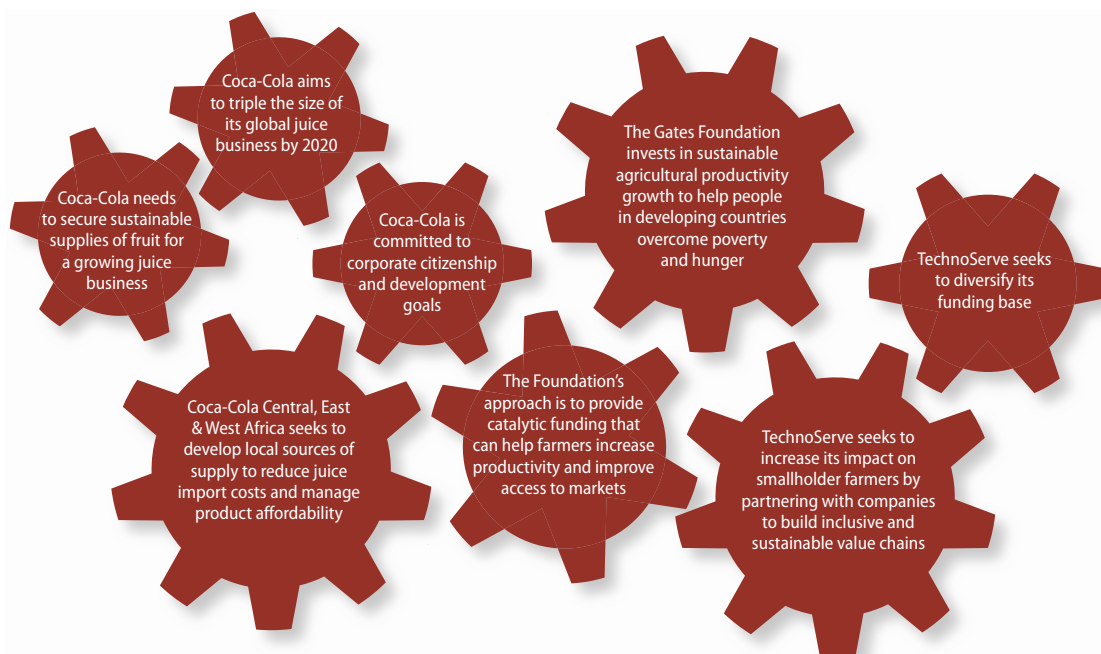 Coca-Cola aims
to triple the size of
its global juice
business by 2020
Coca-Cola needs
to secure sustainable
supplies of fruit for
a growing juice
business
Coca-Cola is
committed to
corporate citizenship
and development
goals
The Gates Foundation
invests in sustainable
agricultural productivity
growth to help people
in developing countries
overcome poverty
and hunger
TechnoServe seeks
to diversify its
funding base
Coca-Cola Central, East
& West Africa seeks to
develop local sources of
supply to reduce juice
import costs and manage
product affordability
The Foundation's
approach is to provide
catalytic funding that
can help farmers increase
productivity and improve
access to markets
TechnoServe seeks to
increase its impact on
smallholder farmers by
partnering with companies
to build inclusive and
sustainable value chains